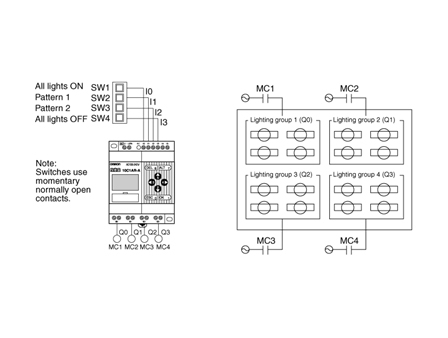 All lights ON SW1
Pattern 1 SW2
Pattern 2 SW3
All lights OFF SW4
I0
I1
I2
I3
Note:
Switches use
momentary
normally open
contacts.
Q0 Q1 Q2 Q3
MC1 MC2 MC3 MC4
MC1 MC2
Lighting group 1 (Q0) Lighting group 2 (Q1)
Lighting group 3 (Q2) Lighting group 4 (Q3)
MC3 MC4